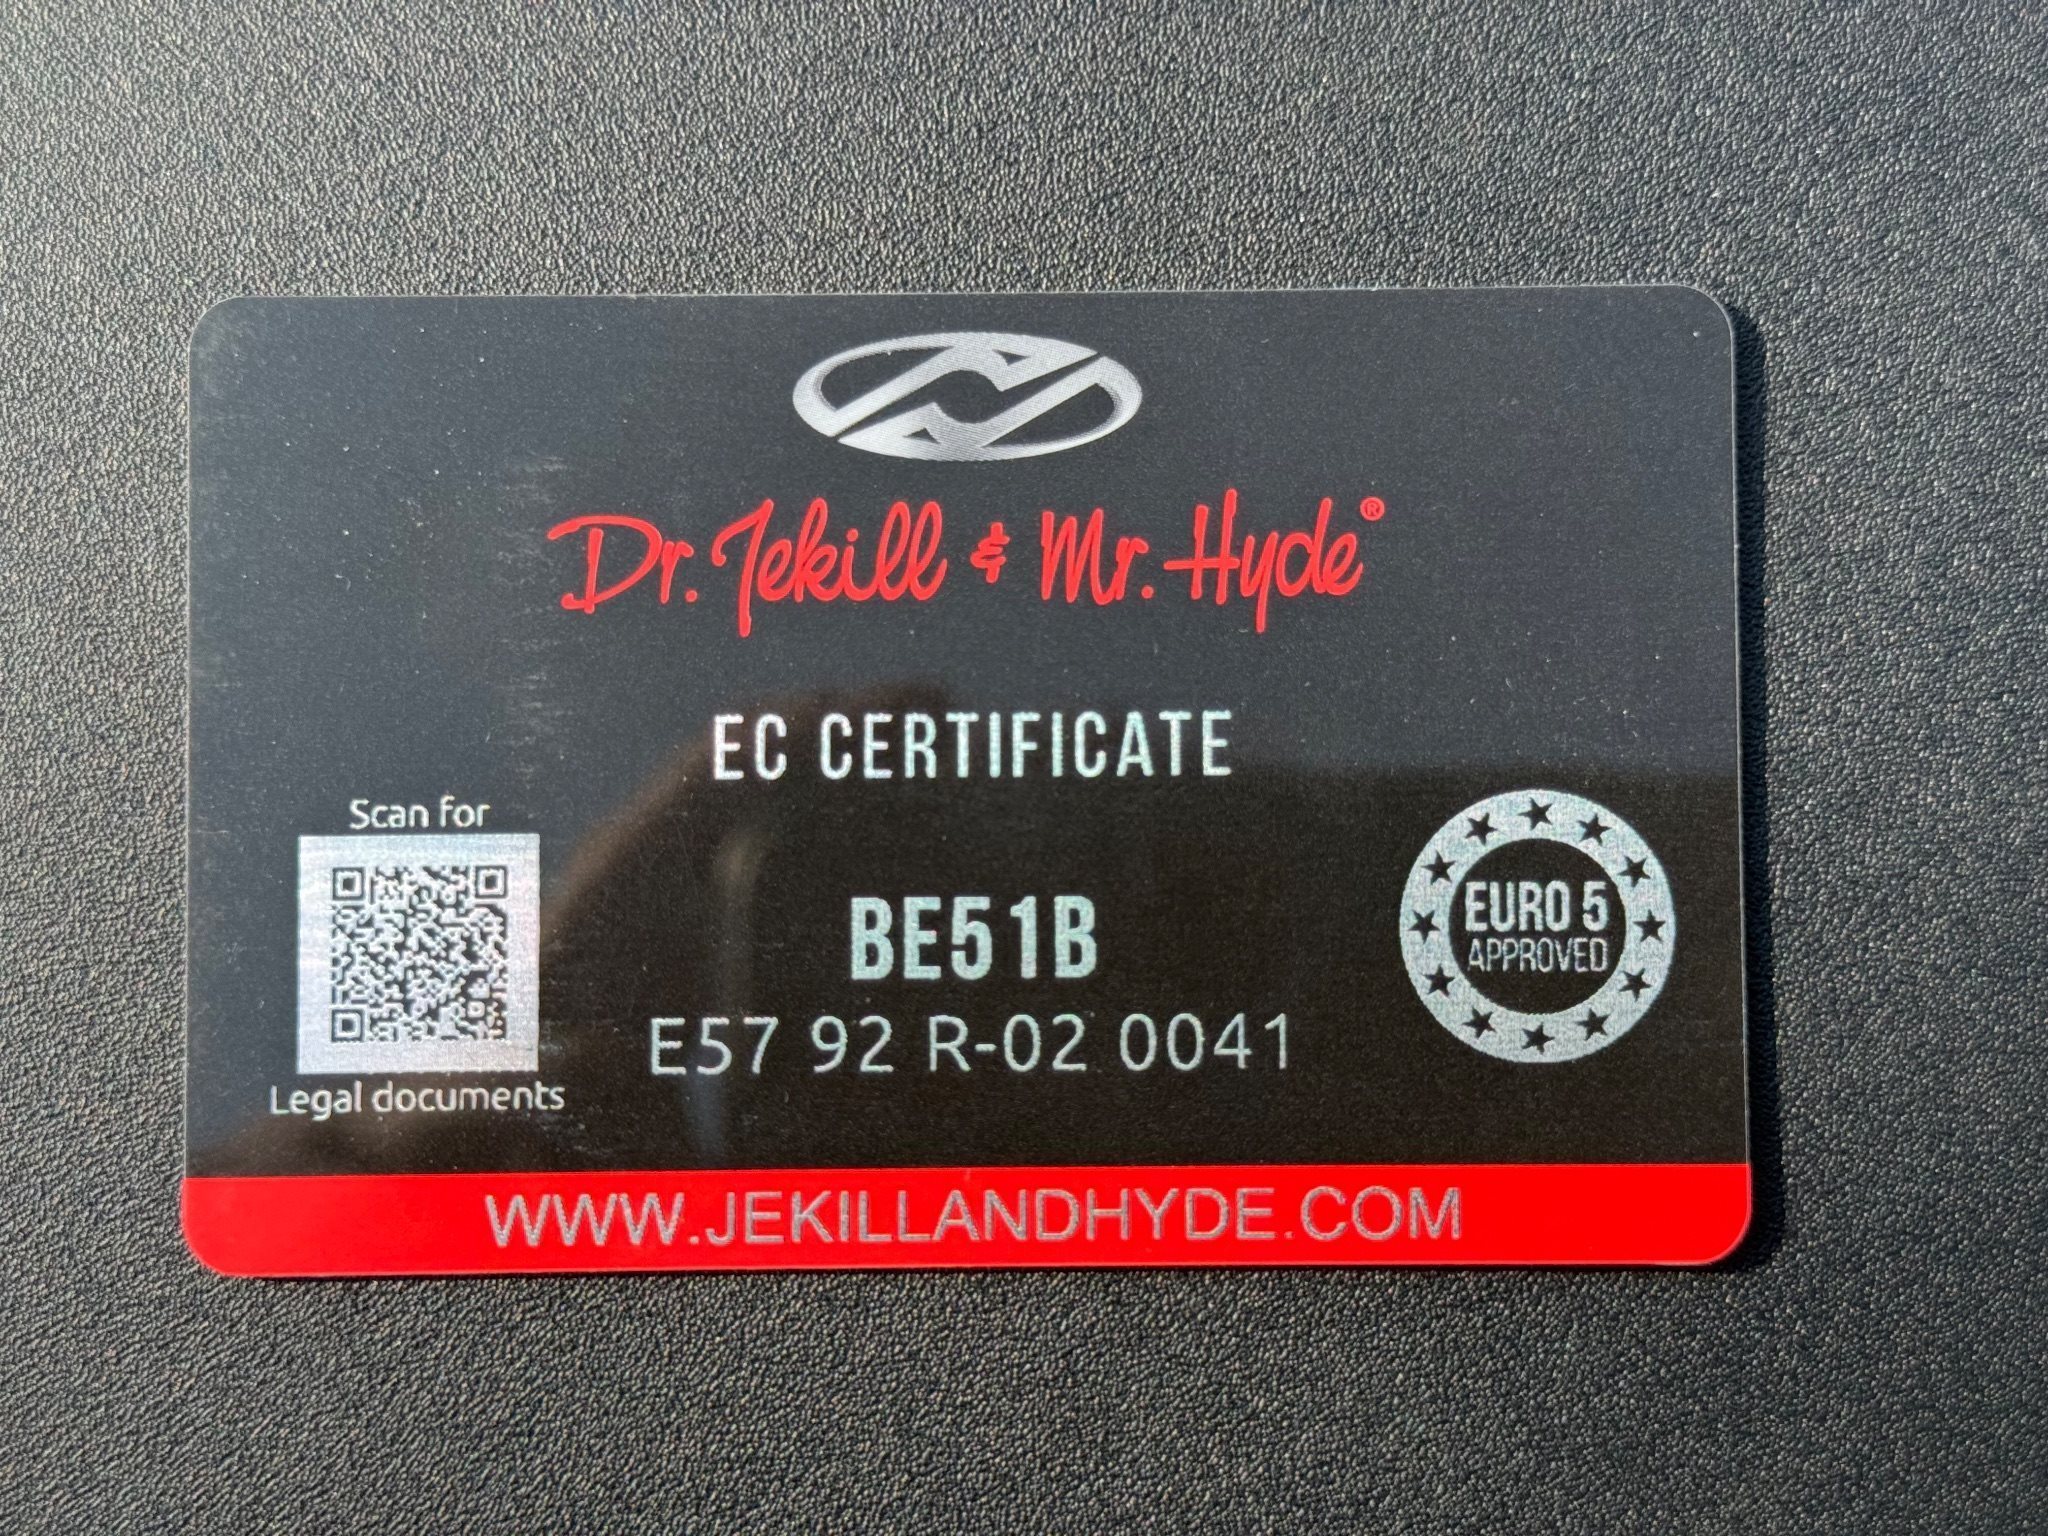 Dr. Jekill & Mr. Hyde®
EC CERTIFICATE
Scan for
Legal documents
BE51B
E57 92 R-02 0041
EURO 5
APPROVED
WWW.JEKILLANDHYDE.COM